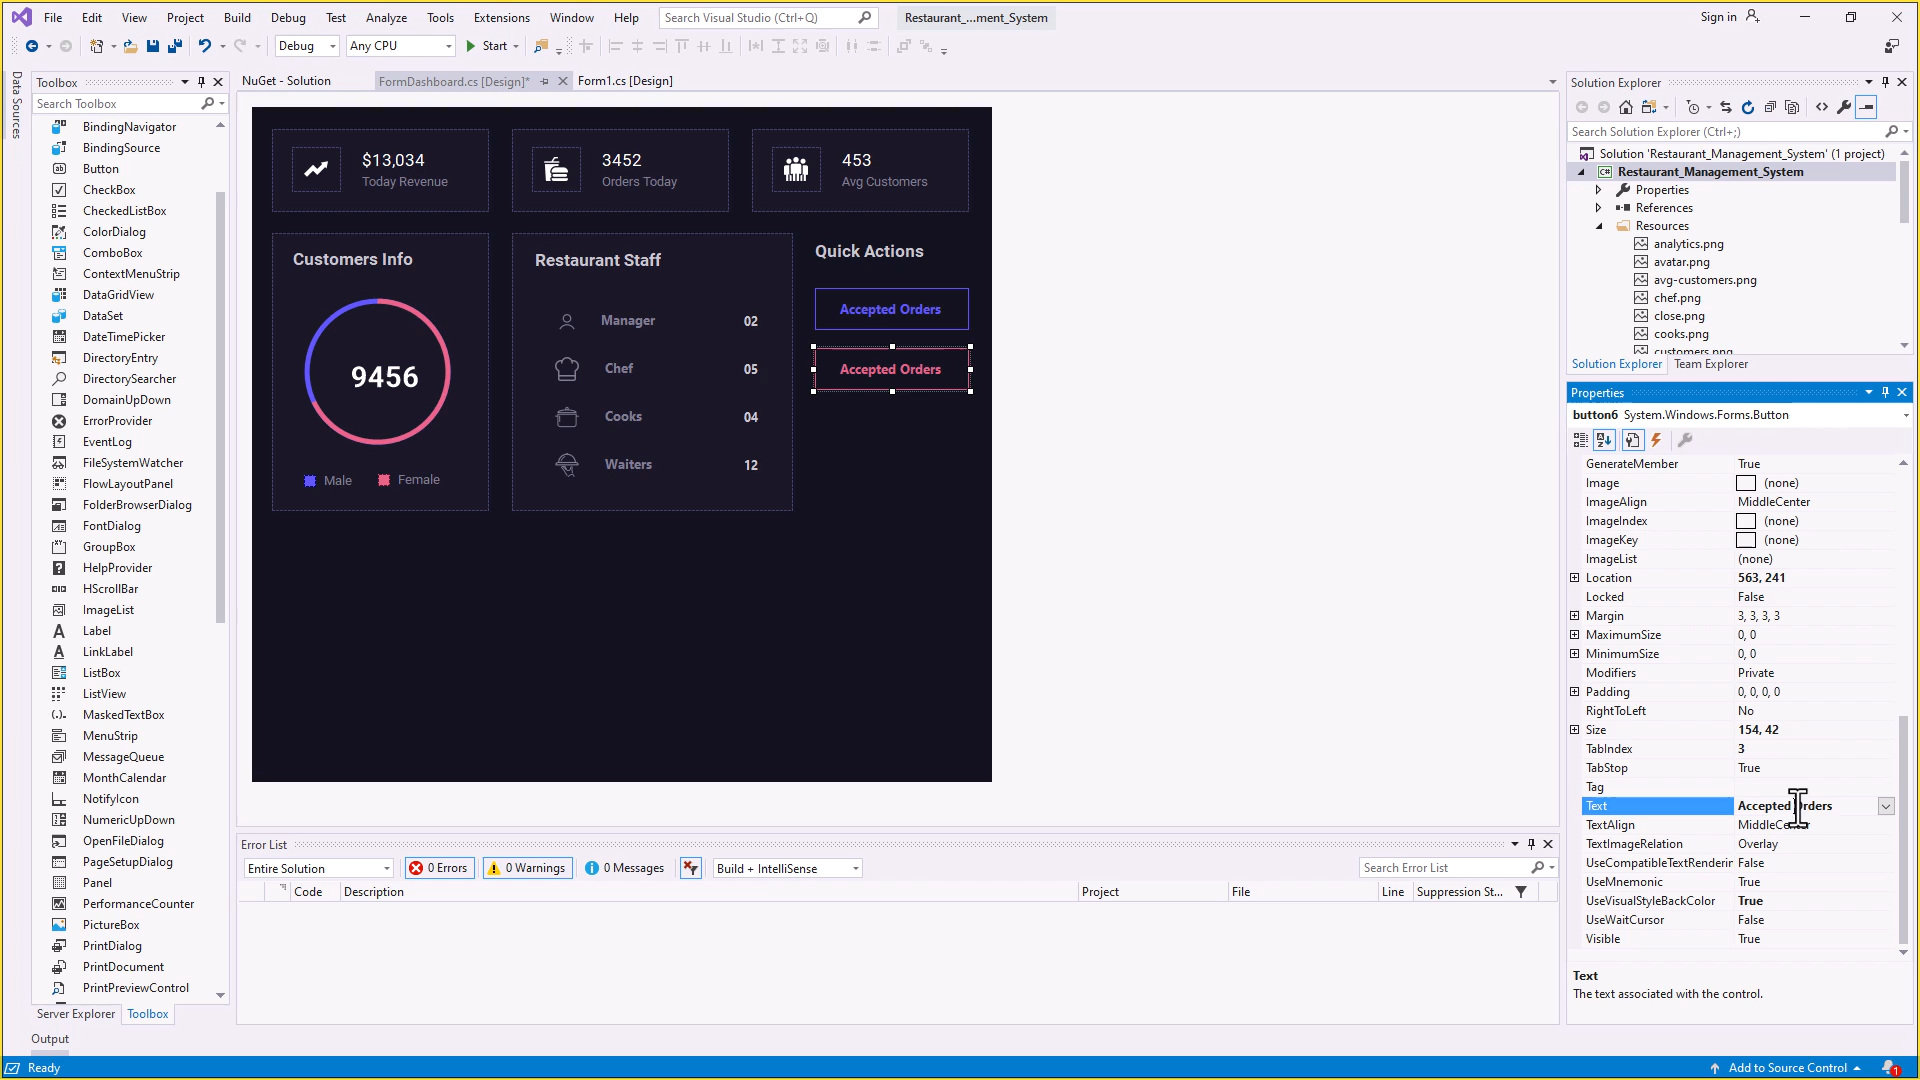 File Edit View Project Build Debug Test Analyze Tools Extensions Window Help Search Visual Studio (Ctrl+Q) Restaurant_...ment_System Sign in
Debug Any CPU Start
Data Sources
Toolbox
Search Toolbox
BindingNavigator
BindingSource
Button
CheckBox
CheckedListBox
ColorDialog
ComboBox
ContextMenuStrip
DataGridView
DataSet
DateTimePicker
DirectoryEntry
DirectorySearcher
DomainUpDown
ErrorProvider
EventLog
FileSystemWatcher
FlowLayoutPanel
FolderBrowserDialog
FontDialog
GroupBox
HelpProvider
HScrollBar
ImageList
Label
LinkLabel
ListBox
ListView
MaskedTextBox
MenuStrip
MessageQueue
MonthCalendar
NotifyIcon
NumericUpDown
OpenFileDialog
PageSetupDialog
Panel
PerformanceCounter
PictureBox
PrintDialog
PrintDocument
PrintPreviewControl
Server Explorer Toolbox
Output
NuGet - Solution FormDashboard.cs [Design]* Form1.cs [Design]
$13,034
Today Revenue
3452
Orders Today
453
Avg Customers
Customers Info
9456
Male Female
Restaurant Staff
Manager 02
Chef 05
Cooks 04
Waiters 12
Quick Actions
Accepted Orders
Accepted Orders
Error List
Entire Solution 0 Errors 0 Warnings 0 Messages Build + IntelliSense Search Error List
Code Description Project File Line Suppression St...
Solution Explorer
Search Solution Explorer (Ctrl+;)
Solution 'Restaurant_Management_System' (1 project)
C# Restaurant_Management_System
Properties
References
Resources
analytics.png
avatar.png
avg-customers.png
chef.png
close.png
cooks.png
customers.png
Solution Explorer Team Explorer
Properties
button6 System.Windows.Forms.Button
GenerateMember True
Image (none)
ImageAlign MiddleCenter
ImageIndex (none)
ImageKey (none)
ImageList (none)
Location 563, 241
Locked False
Margin 3, 3, 3, 3
MaximumSize 0, 0
MinimumSize 0, 0
Modifiers Private
Padding 0, 0, 0, 0
RightToLeft No
Size 154, 42
TabIndex 3
TabStop True
Tag
Text Accepted Orders
TextAlign MiddleCenter
TextImageRelation Overlay
UseCompatibleTextRenderin False
UseMnemonic True
UseVisualStyleBackColor True
UseWaitCursor False
Visible True
Text
The text associated with the control.
Ready Add to Source Control 1